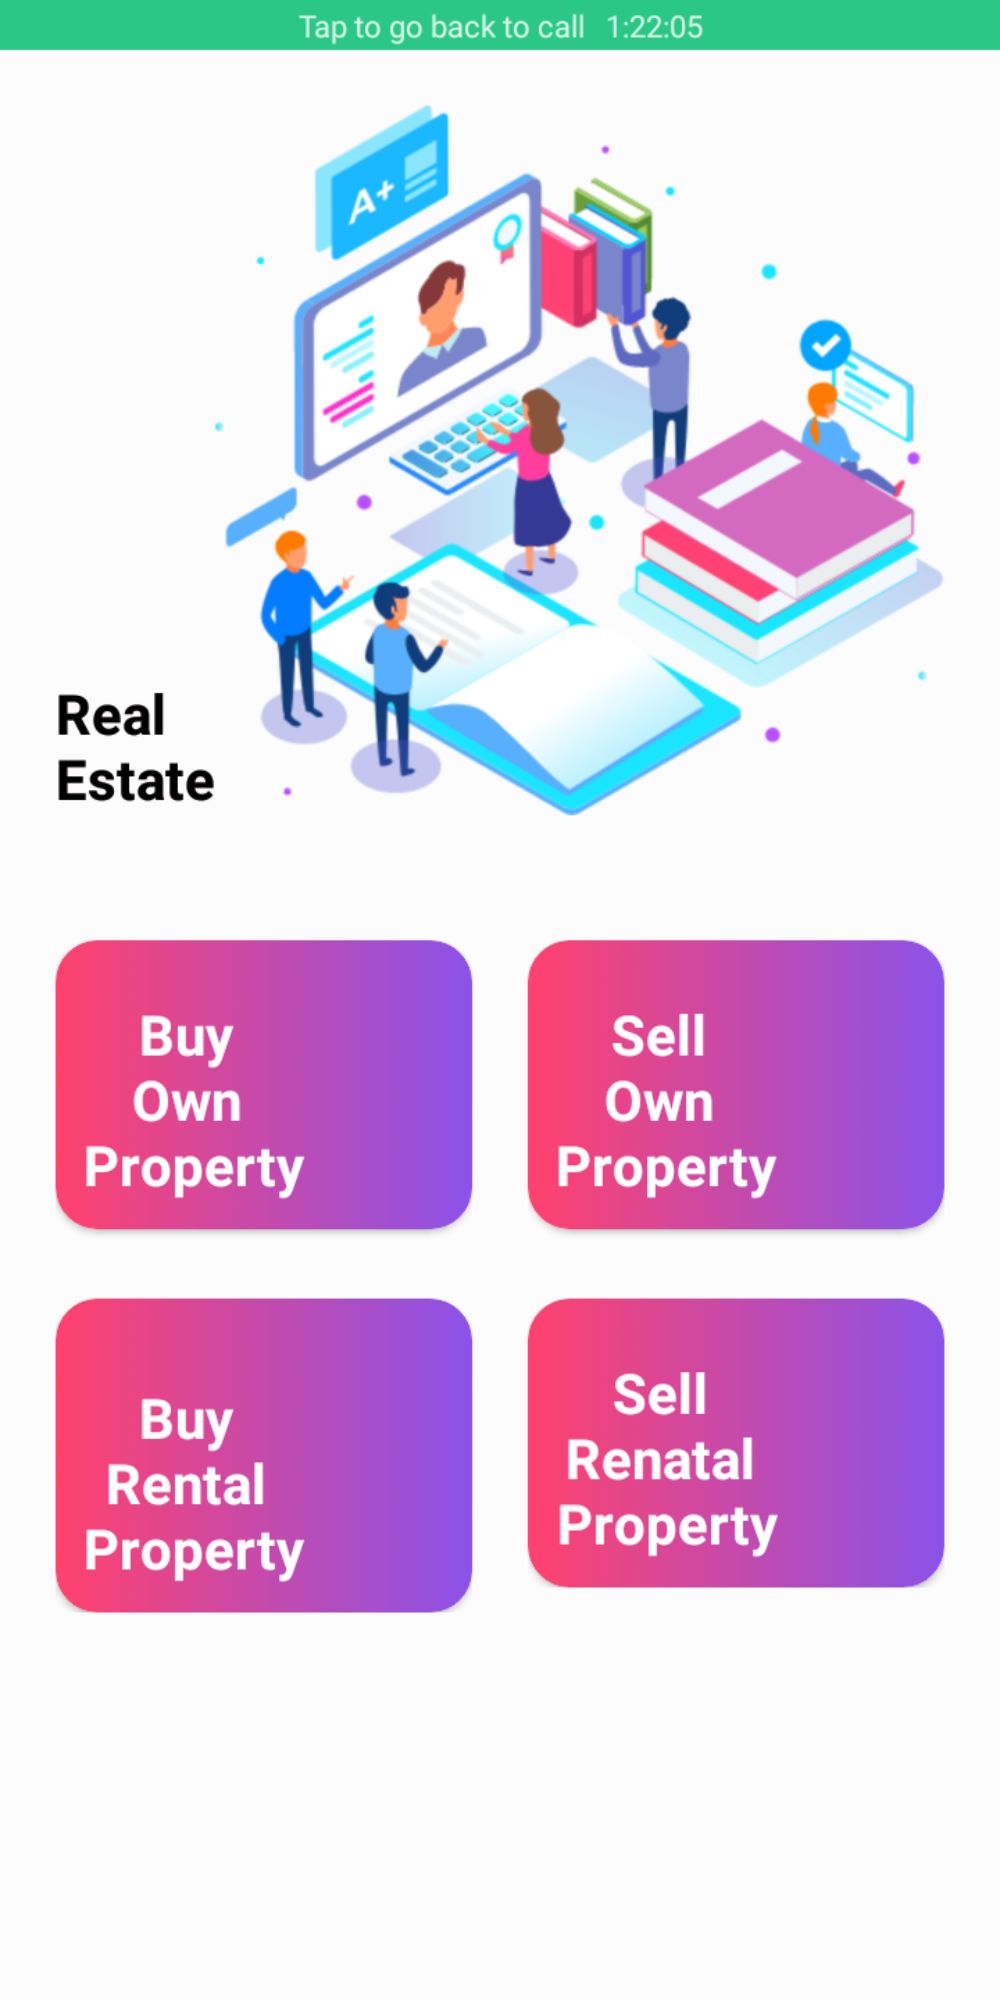 Tap to go back to call 1:22:05
A+
Real
Estate
Buy
Own
Property
Sell
Own
Property
Buy
Rental
Property
Sell
Renatal
Property